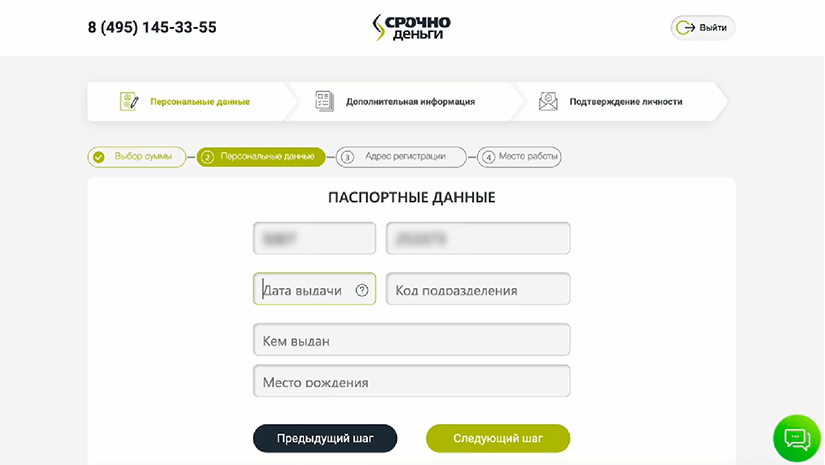 8 (495) 145-33-55
СРОЧНО
ДЕНЬГИ
Выйти
Персональные данные
Дополнительная информация
Подтверждение личности
Выбор суммы
2 Персональные данные
3 Адрес регистрации
4 Место работы
ПАСПОРТНЫЕ ДАННЫЕ
Дата выдачи ?
Код подразделения
Кем выдан
Место рождения
Предыдущий шаг
Следующий шаг